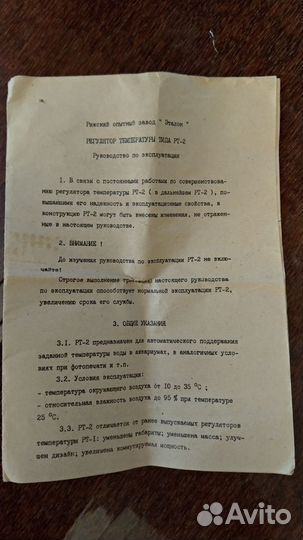 Рижский опытный завод " Эталон "
РЕГУЛЯТОР ТЕМПЕРАТУРЫ ТИПА РТ-2
Руководство по эксплуатации
1. В связи с постоянными работами по совершенствова-
нию регулятора температуры РТ-2 ( в дальнейшем РТ-2 ), по-
вышающими его надежность и эксплуатационные свойства, в
конструкцию РТ-2 могут быть внесены изменения, не отражен-
ные в настоящем руководстве.
2. ВНИМАНИЕ !
До изучения руководства по эксплуатации РТ-2 не вклю-
чайте!
Строгое выполнение требований настоящего руководства
по эксплуатации способствует нормальной эксплуатации РТ-2,
увеличению срока его службы.
3. ОБЩИЕ УКАЗАНИЯ
3.1. РТ-2 предназначен для автоматического поддержания
заданной температуры воды в аквариумах, в аналогичных усло-
виях при фотопечати и т.п.
3.2. Условия эксплуатации:
- температура окружающего воздуха от 10 до 35 °С ;
- относительная влажность воздуха до 95 % при температуре
25 °С.
3.3. РТ-2 отличается от ранее выпускаемых регуляторов
температуры РТ-1: уменьшены габариты; уменьшена масса; улуч-
шен дизайн; увеличена коммутируемая мощность.
Avito